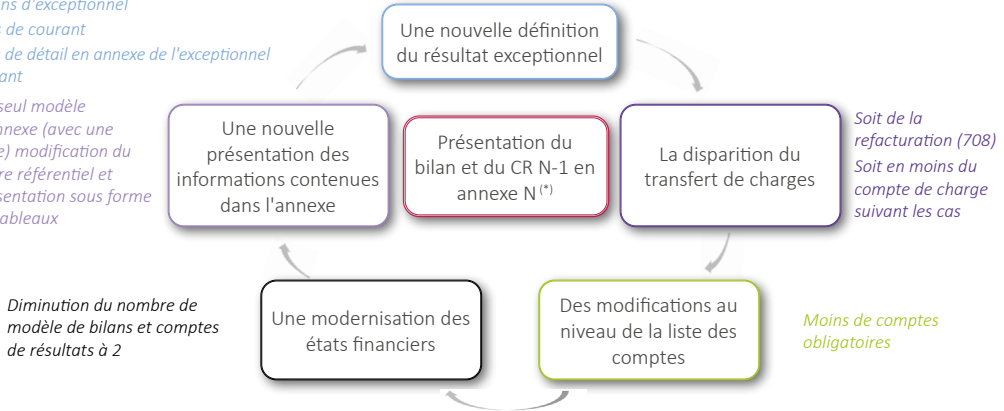 d'exceptionnel
de courant
de détail en annexe de l'exceptionnel
Une nouvelle définition
du résultat exceptionnel
seul modèle
(avec une
modification du
référentiel et
sous forme
Une nouvelle
présentation des
informations contenues
dans l'annexe
Présentation du
bilan et du CR N-1 en
annexe N (*)
La disparition du
transfert de charges
Soit de la
refacturation (708)
Soit en moins du
compte de charge
suivant les cas
Diminution du nombre de
modèle de bilans et comptes
de résultats à 2
Une modernisation des
états financiers
Des modifications au
niveau de la liste des
comptes
Moins de comptes
obligatoires